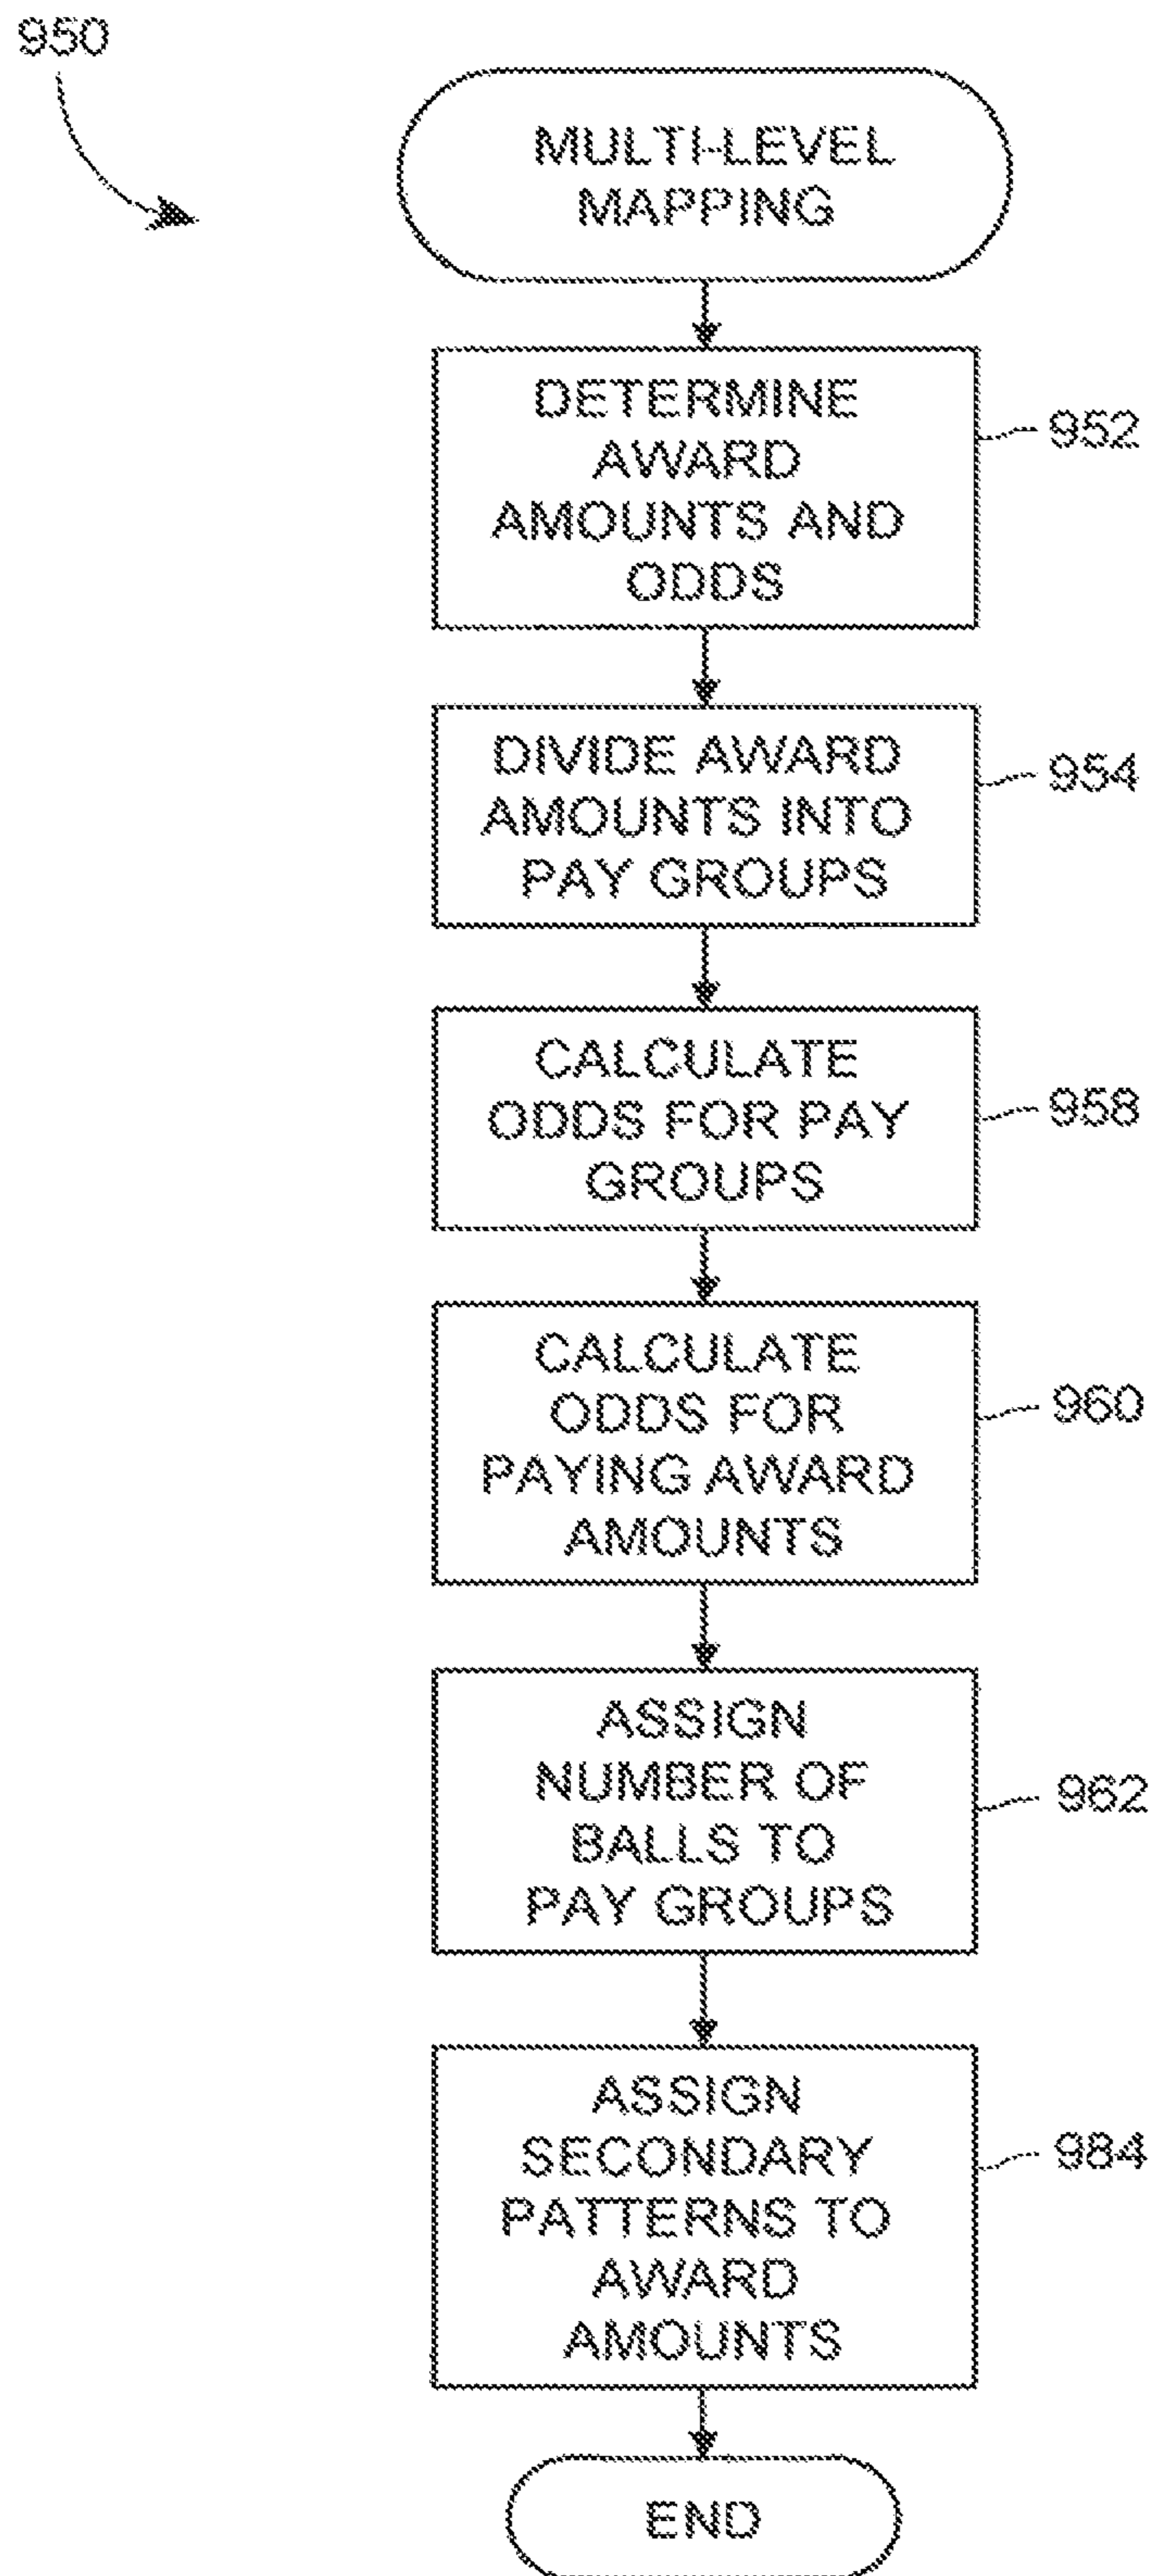 950
MULTI-LEVEL
MAPPING
DETERMINE
AWARD
AMOUNTS AND
ODDS
952
DIVIDE AWARD
AMOUNTS INTO
PAY GROUPS
954
CALCULATE
ODDS FOR PAY
GROUPS
958
CALCULATE
ODDS FOR
PAYING AWARD
AMOUNTS
960
ASSIGN
NUMBER OF
BALLS TO
PAY GROUPS
962
ASSIGN
SECONDARY
PATTERNS TO
AWARD
AMOUNTS
984
END